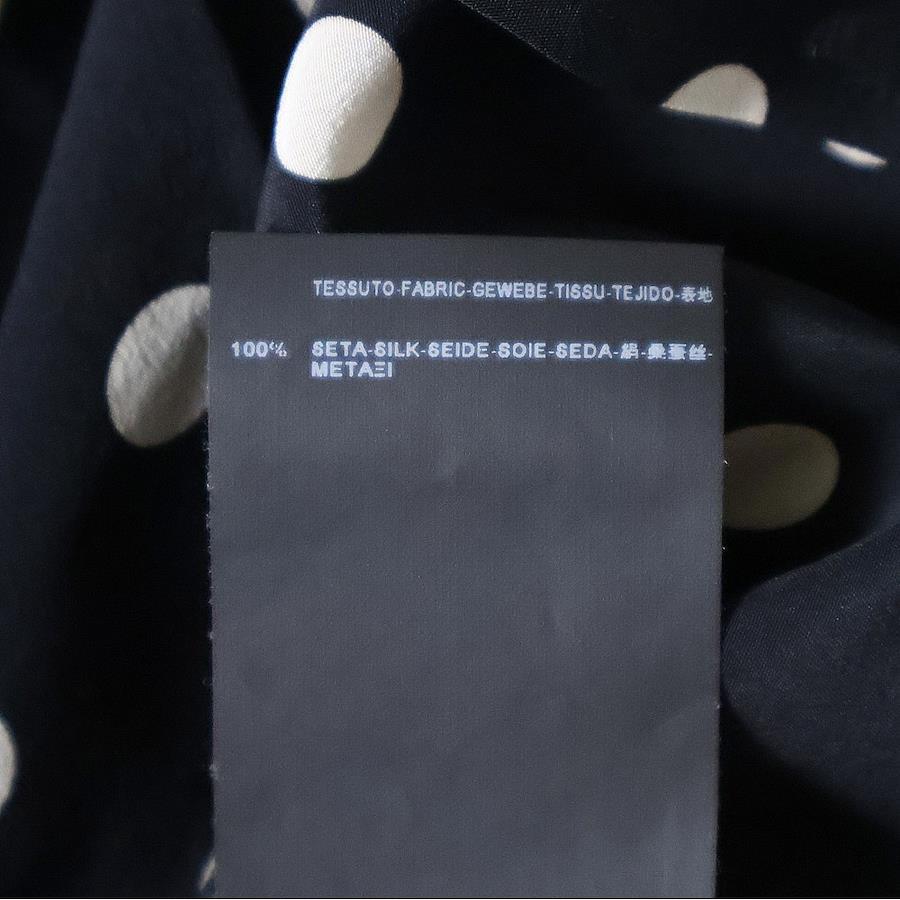 TESSUTO-FABRIC-GEWEBE-TISSU-TEJIDO-表地
100% SETA-SILK-SEIDE-SOIE-SEDA-絹-桑蚕丝-
METAΞI